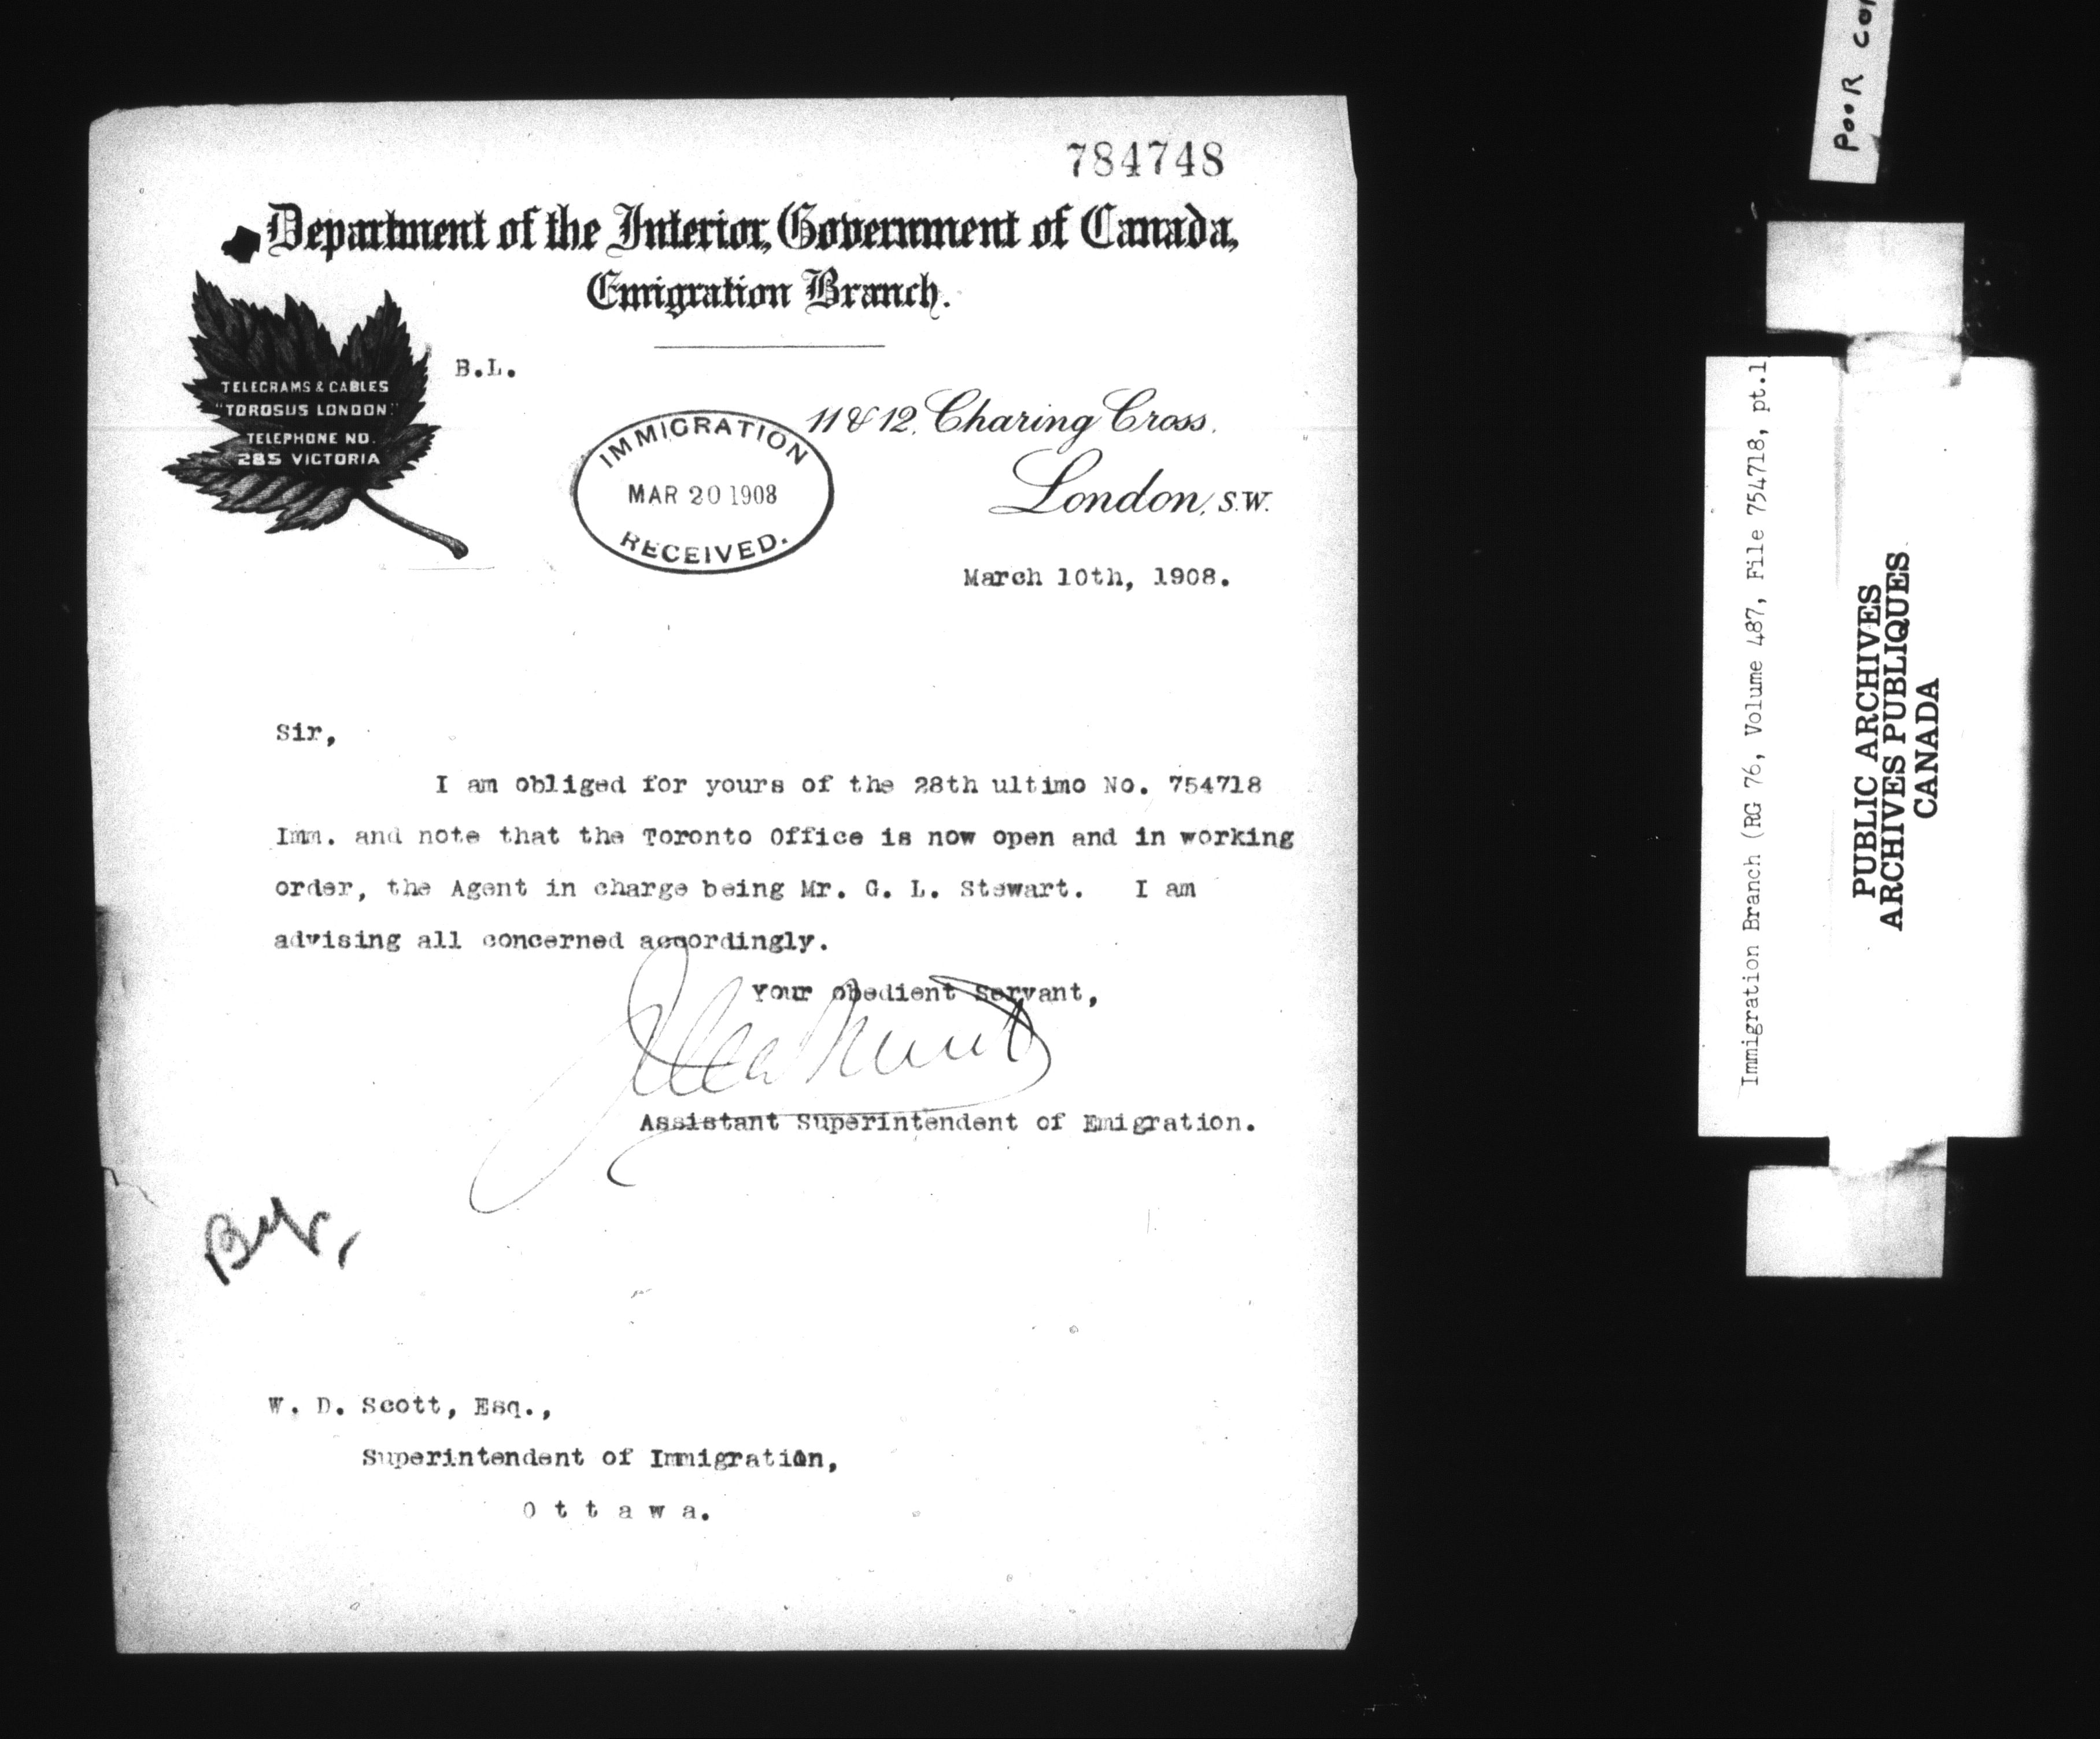 784748
Department of the Interior, Government of Canada,
Emigration Branch.
TELEGRAMS & CABLES
"TOROSUS LONDON"
TELEPHONE NO.
285 VICTORIA
B.L.
11 & 12, Charing Cross,
London, S.W.
IMMIGRATION
MAR 20 1908
RECEIVED.
March 10th, 1908.
Sir,
I am obliged for yours of the 28th ultimo No. 754718
Imm. and note that the Toronto Office is now open and in working
order, the Agent in charge being Mr. G. L. Stewart. I am
advising all concerned accordingly.
Your obedient Servant,
Assistant Superintendent of Emigration.
W. D. Scott, Esq.,
Superintendent of Immigration,
O t t a w a.
POOR COP
Immigration Branch (RG 76, Volume 487, File 754718, pt.1
PUBLIC ARCHIVES
ARCHIVES PUBLIQUES
CANADA